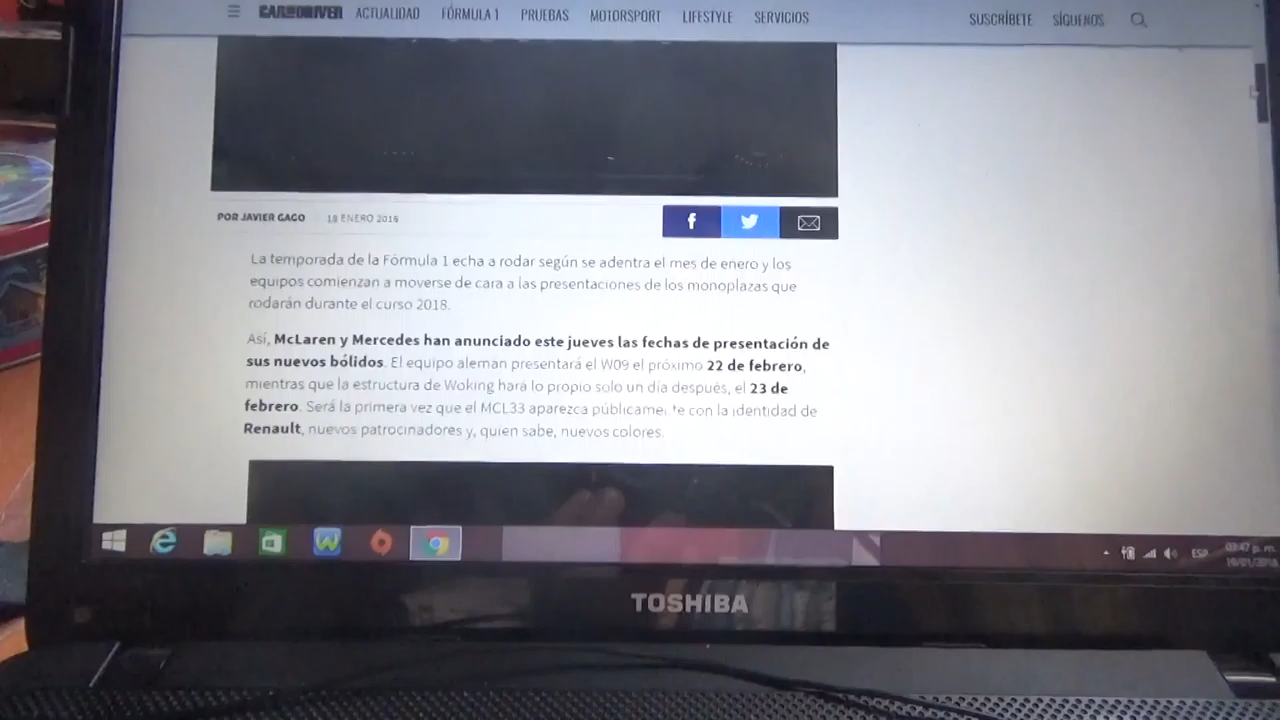 CAR and DRIVER ACTUALIDAD FÓRMULA 1 PRUEBAS MOTORSPORT LIFESTYLE SERVICIOS SUSCRÍBETE SÍGUENOS
POR JAVIER GAGO 18 ENERO 2018
f
La temporada de la Fórmula 1 echa a rodar según se adentra el mes de enero y los
equipos comienzan a moverse de cara a las presentaciones de los monoplazas que
rodarán durante el curso 2018.
Así, McLaren y Mercedes han anunciado este jueves las fechas de presentación de
sus nuevos bólidos. El equipo aleman presentará el W09 el próximo 22 de febrero,
mientras que la estructura de Woking hará lo propio solo un día después, el 23 de
febrero. Será la primera vez que el MCL33 aparezca públicamente con la identidad de
Renault, nuevos patrocinadores y, quien sabe, nuevos colores.
ESP 03:47 p. m.
TOSHIBA